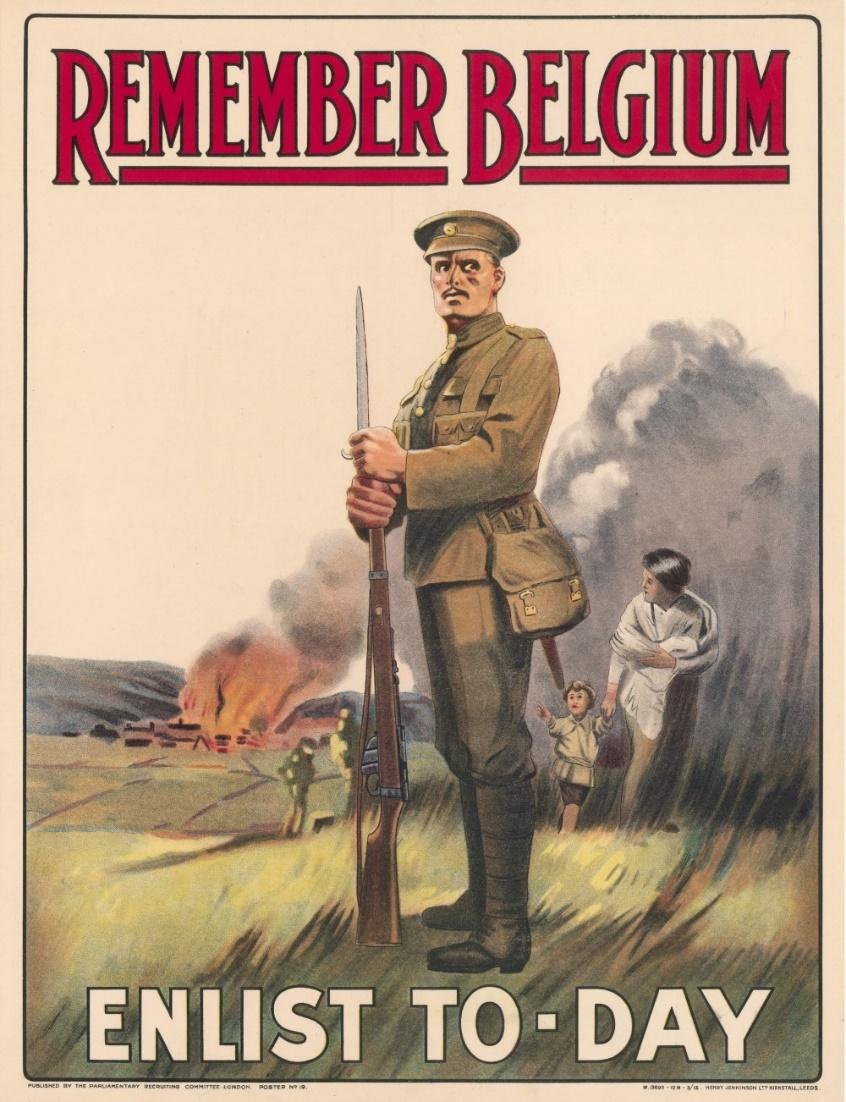 REMEMBER BELGIUM
ENLIST TO-DAY
PUBLISHED BY THE PARLIAMENTARY RECRUITING COMMITTEE LONDON. POSTER Nº 19.
HENRY JENKINSON LTD KIRKSTALL, LEEDS.